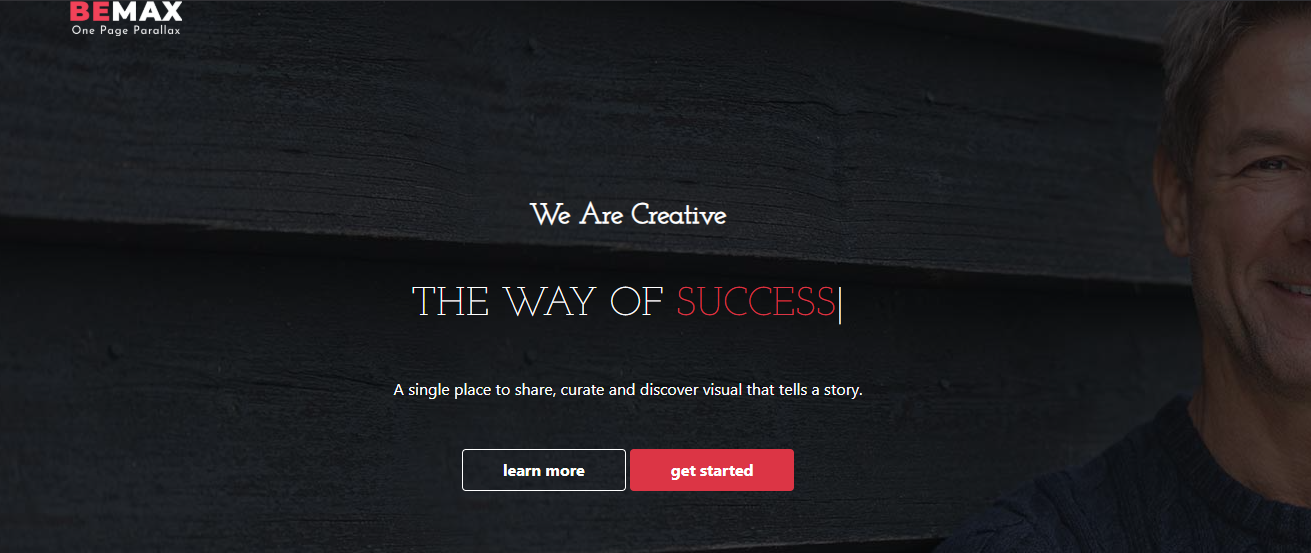 BEMAX
One Page Parallax
We Are Creative
THE WAY OF SUCCESS|
A single place to share, curate and discover visual that tells a story.
learn more get started